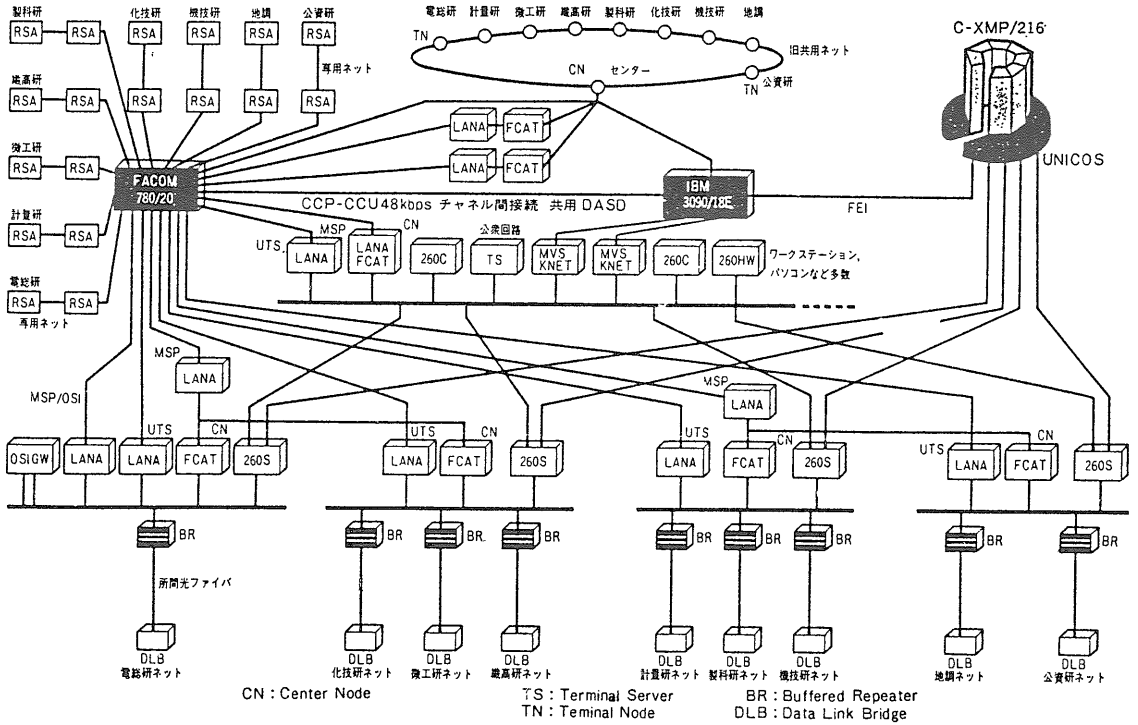 電総研 計量研 微工研 繊高研 製科研 化技研 機技研 地調
TN
旧共用ネット
CN センター
TN 公資研
C-XMP/216
UNICOS
製科研 化技研 機技研 地調 公資研
RSA RSA RSA RSA RSA RSA
専用ネット
繊高研
RSA RSA RSA RSA RSA RSA
微工研
RSA RSA
計量研
RSA RSA
電総研
RSA RSA
専用ネット
LANA FCAT
LANA FCAT
FACOM
780/20
IBM
3090/18E
CCP-CCU48kbps チャネル間接続 共用 DASD
FEI
UTS
LANA
MSP
LANA
FCAT
CN
260C
公衆回路
TS
MVS
KNET
MVS
KNET
260C
260HW
ワークステーション,
パソコンなど多数
MSP
LANA
MSP
LANA
MSP/OSI
UTS
CN
OSIGW LANA LANA FCAT 260S
UTS
CN
LANA FCAT 260S
UTS
CN
LANA FCAT 260S
UTS
CN
LANA FCAT 260S
BR BR BR BR BR BR BR BR BR
所間光ファイバ
DLB DLB DLB DLB DLB DLB DLB DLB DLB
電総研ネット 化技研ネット 微工研ネット 繊高研ネット 計量研ネット 製科研ネット 機技研ネット 地調ネット 公資研ネット
CN : Center Node TS : Terminal Server BR : Buffered Repeater
TN : Teminal Node DLB : Data Link Bridge